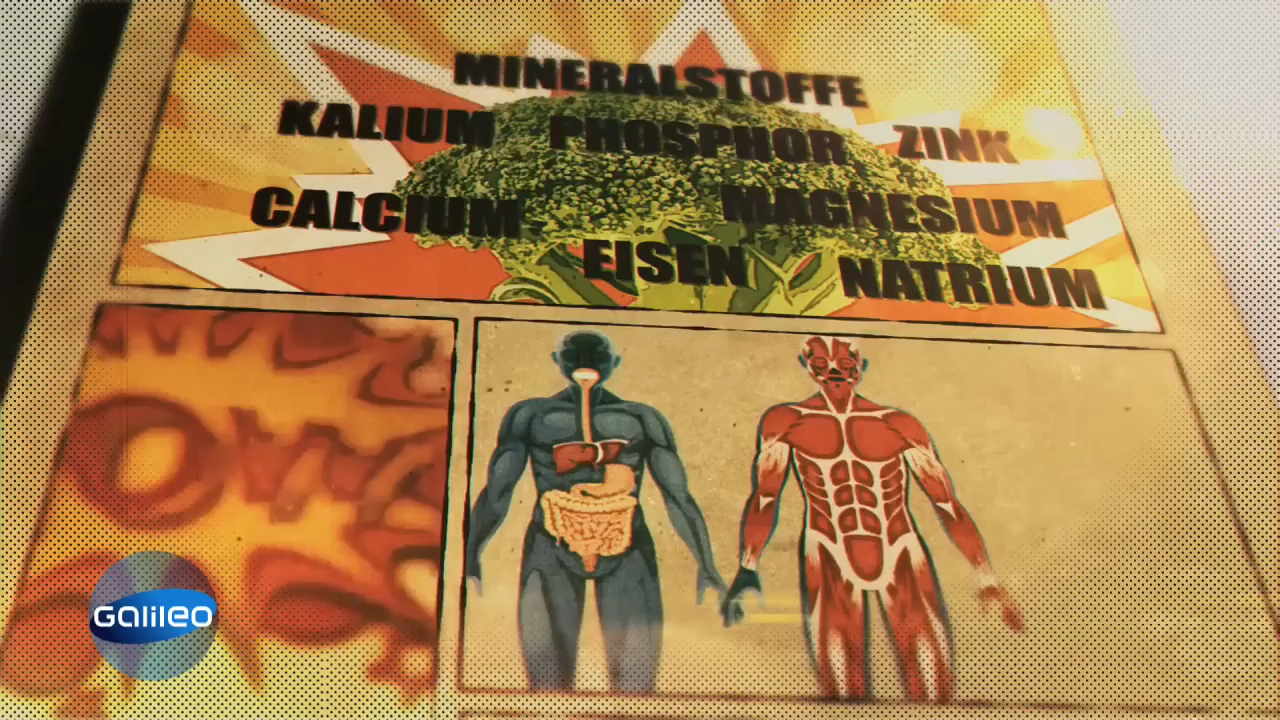 MINERALSTOFFE
KALIUM PHOSPHOR ZINK
CALCIUM MAGNESIUM
EISEN NATRIUM
Galileo